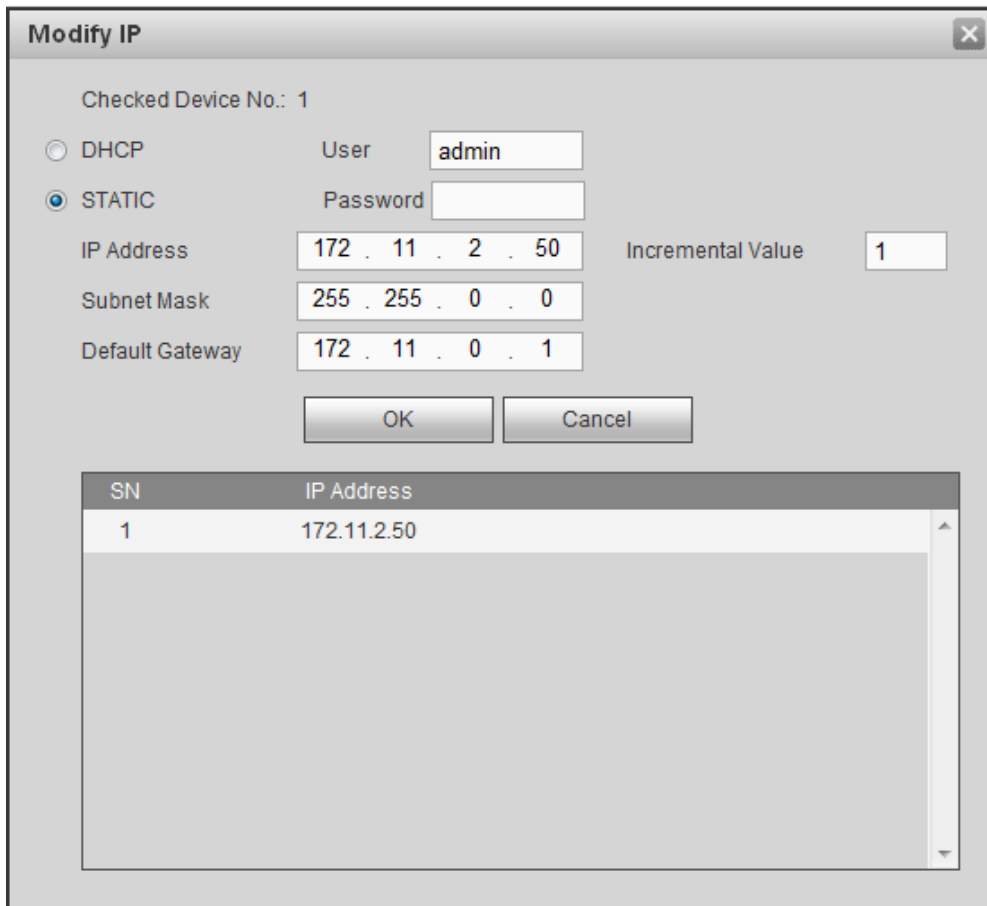 Modify IP
Checked Device No.: 1
DHCP User admin
STATIC Password
IP Address 172 . 11 . 2 . 50 Incremental Value 1
Subnet Mask 255 . 255 . 0 . 0
Default Gateway 172 . 11 . 0 . 1
OK Cancel
SN IP Address
1 172.11.2.50